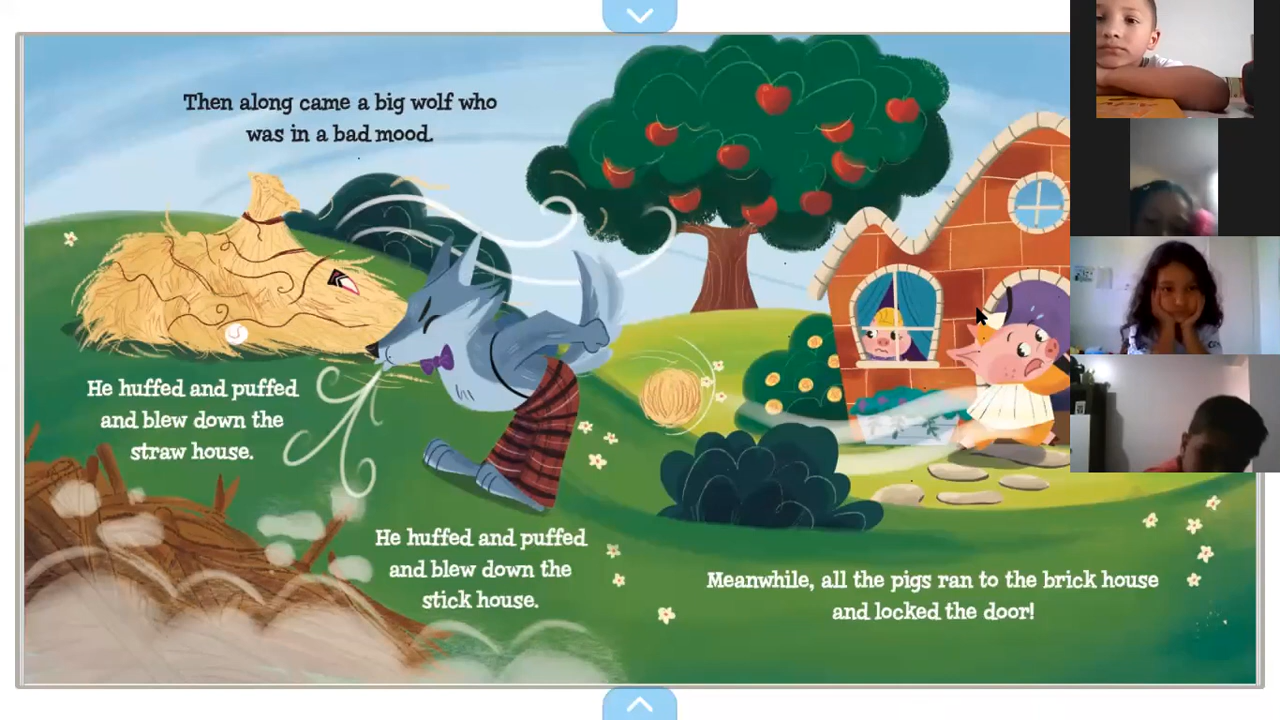 Then along came a big wolf who
was in a bad mood.
He huffed and puffed
and blew down the
straw house.
He huffed and puffed
and blew down the
stick house.
Meanwhile, all the pigs ran to the brick house
and locked the door!